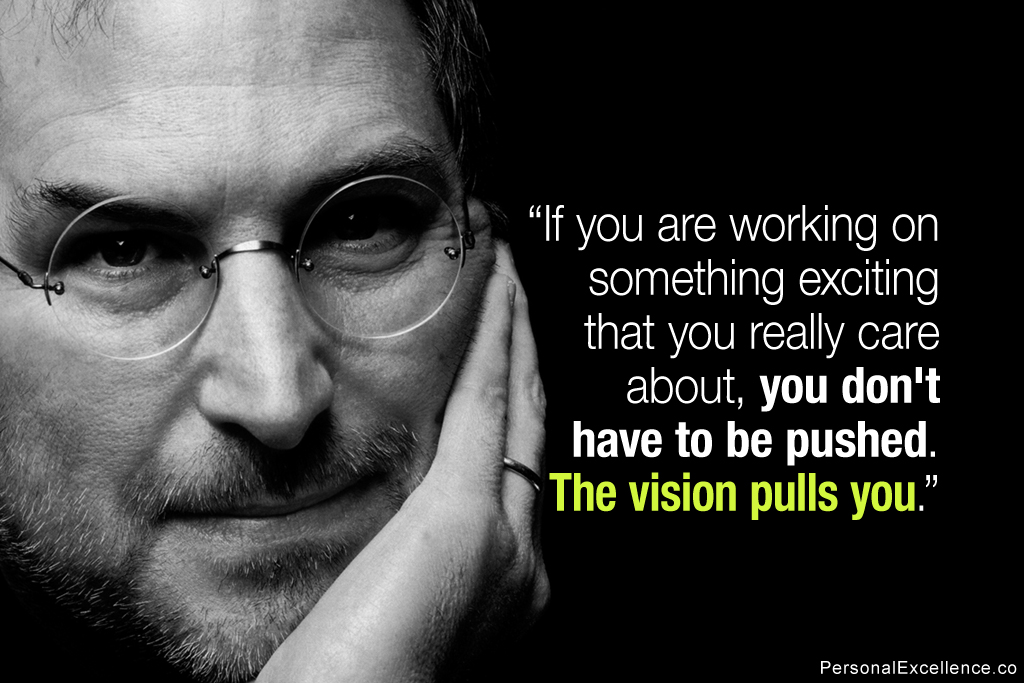 “If you are working on
something exciting
that you really care
about, you don't
have to be pushed.
The vision pulls you.”
PersonalExcellence.co